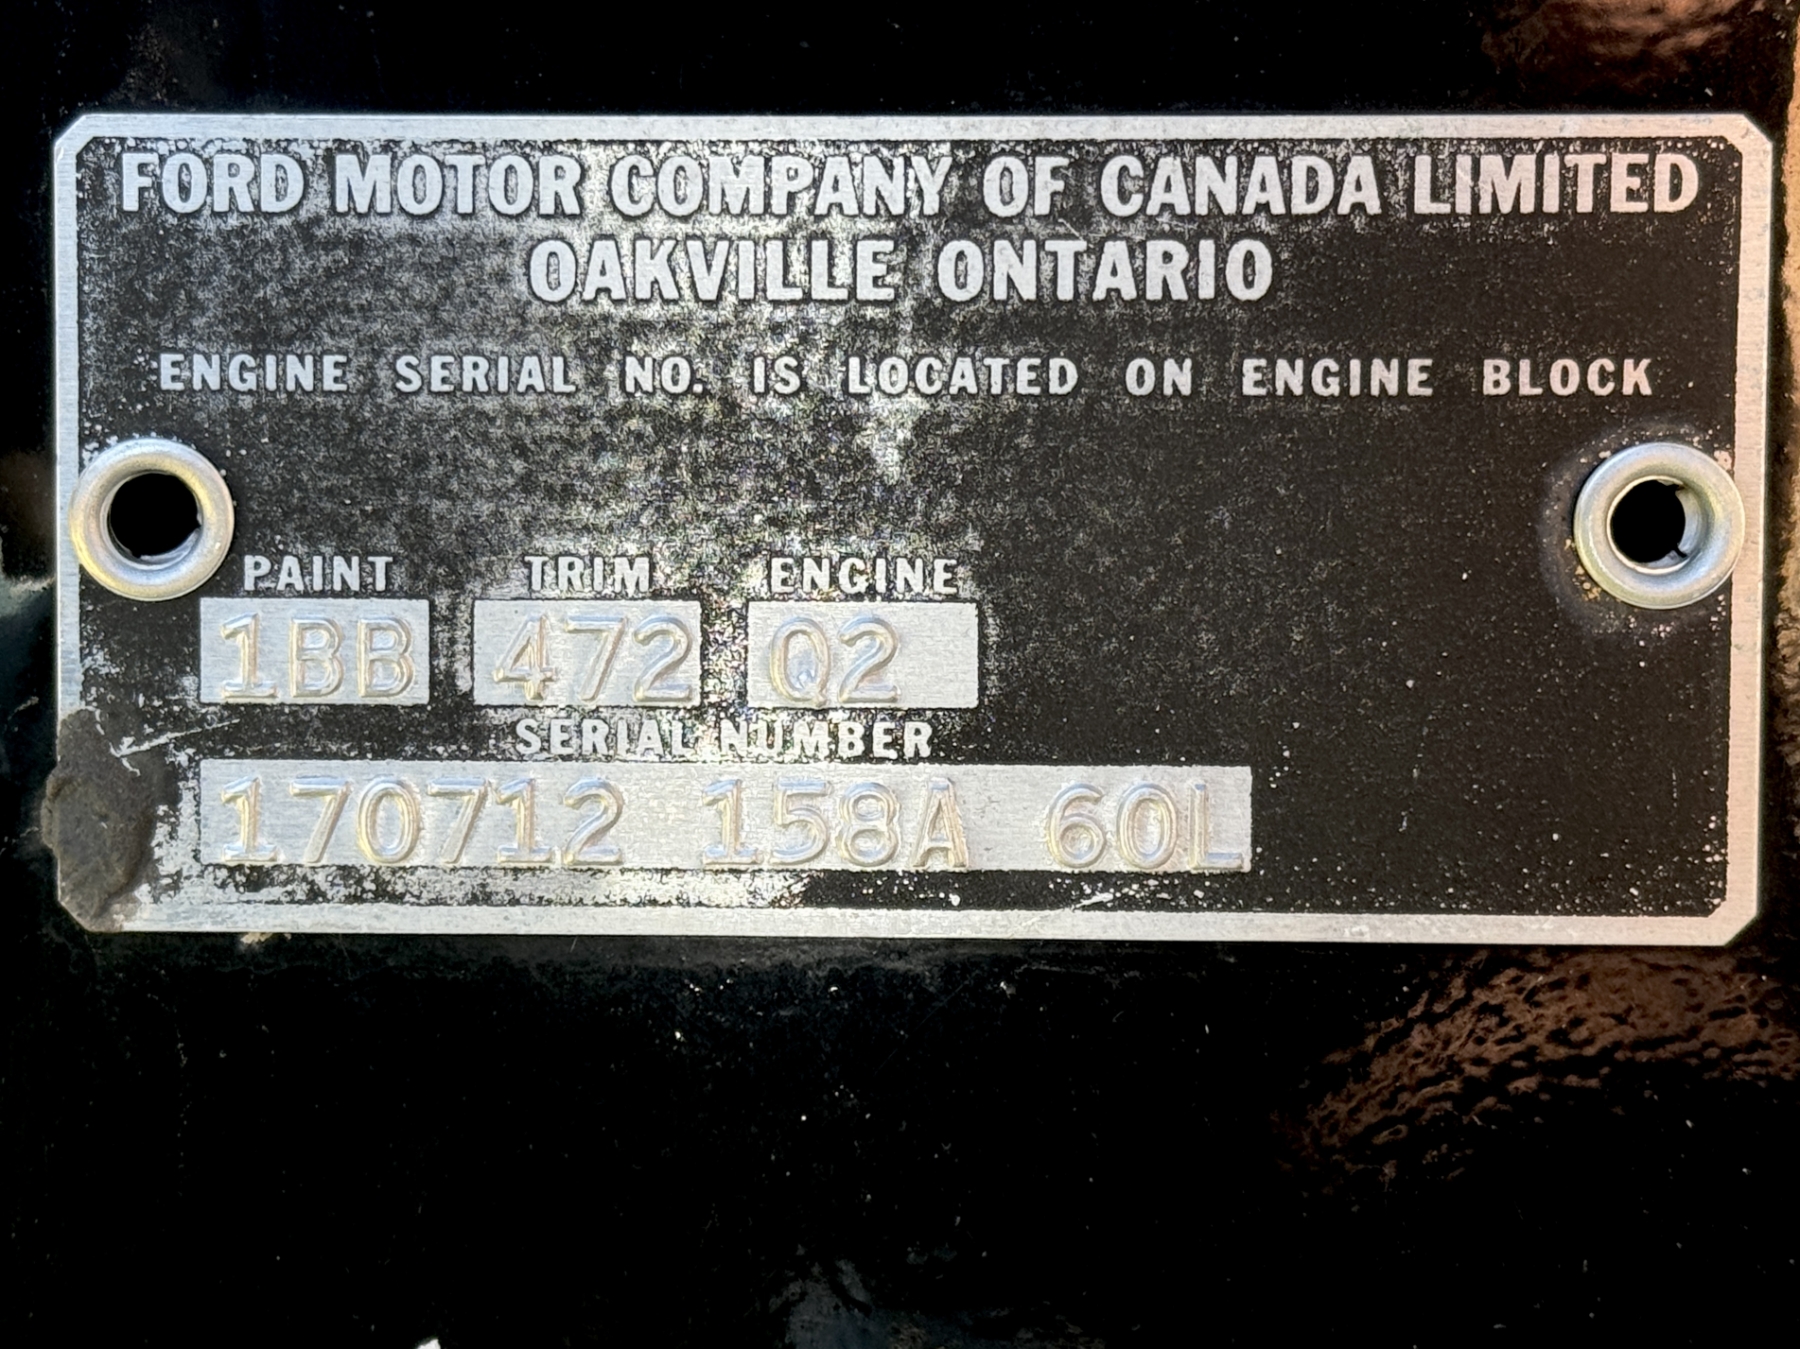 FORD MOTOR COMPANY OF CANADA LIMITED
OAKVILLE ONTARIO
ENGINE SERIAL NO. IS LOCATED ON ENGINE BLOCK
PAINT TRIM ENGINE
1BB 472 Q2
SERIAL NUMBER
170712 158A 60L